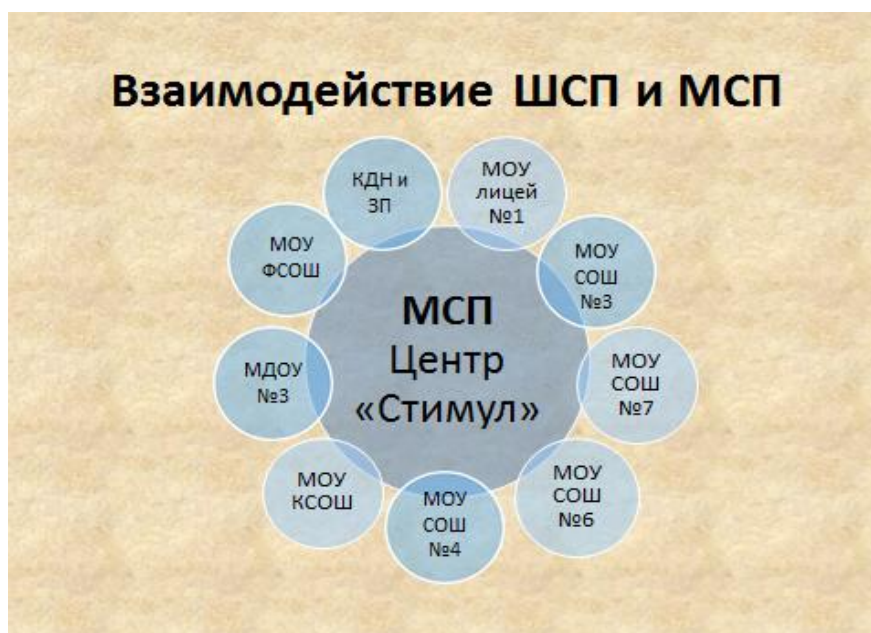 Взаимодействие ШСП и МСП
КДН и
ЗП
МОУ
лицей
№1
МОУ
СОШ
№3
МОУ
СОШ
№7
МОУ
СОШ
№6
МОУ
СОШ
№4
МОУ
КСОШ
МДОУ
№3
МОУ
ФСОШ
МСП
Центр
«Стимул»